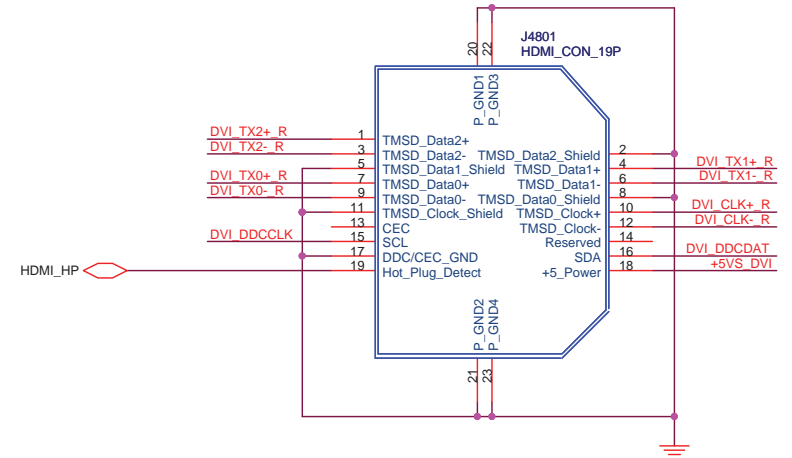 J4801
HDMI_CON_19P
20
22
P_GND1
P_GND3
DVI_TX2+_R 1 TMSD_Data2+
DVI_TX2-_R 3 TMSD_Data2- TMSD_Data2_Shield 2
5 TMSD_Data1_Shield TMSD_Data1+ 4 DVI_TX1+_R
DVI_TX0+_R 7 TMSD_Data0+ TMSD_Data1- 6 DVI_TX1-_R
DVI_TX0-_R 9 TMSD_Data0- TMSD_Data0_Shield 8
11 TMSD_Clock_Shield TMSD_Clock+ 10 DVI_CLK+_R
13 CEC TMSD_Clock- 12 DVI_CLK-_R
DVI_DDCCLK 15 SCL Reserved 14
17 DDC/CEC_GND SDA 16 DVI_DDCDAT
HDMI_HP 19 Hot_Plug_Detect +5_Power 18 +5VS_DVI
P_GND2
P_GND4
21
23